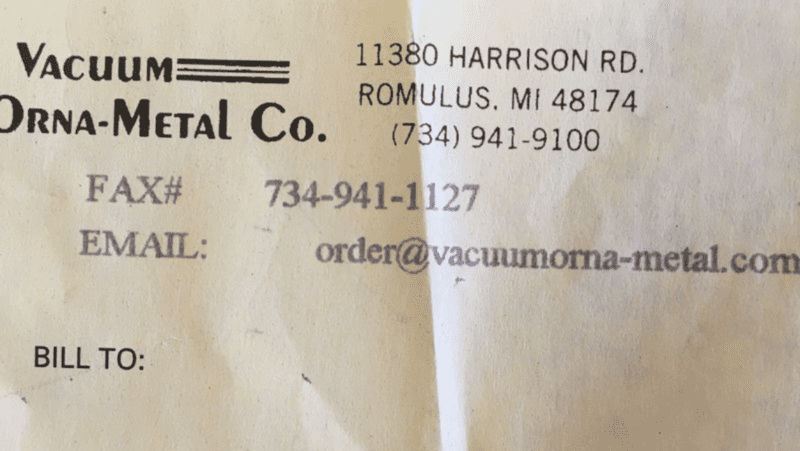 VACUUM
ORNA-METAL CO.
11380 HARRISON RD.
ROMULUS, MI 48174
(734) 941-9100
FAX# 734-941-1127
EMAIL: order@vacuumorna-metal.com
BILL TO: